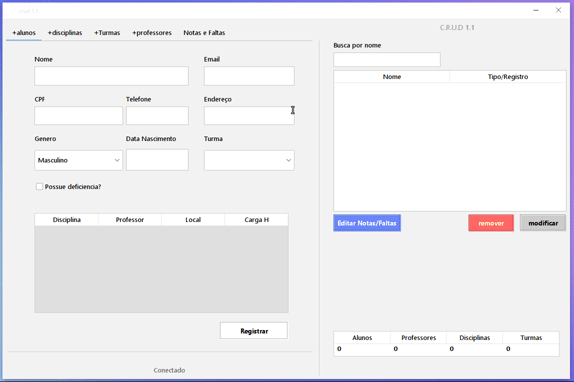 C.R.U.D 1.1
+alunos +disciplinas +Turmas +professores Notas e Faltas
Nome Email
CPF Telefone Endereço
Genero Data Nascimento Turma
Masculino
Possue deficiencia?
Disciplina Professor Local Carga H
Registrar
Conectado
Busca por nome
Nome Tipo/Registro
Editar Notas/Faltas remover modificar
Alunos Professores Disciplinas Turmas
0 0 0 0